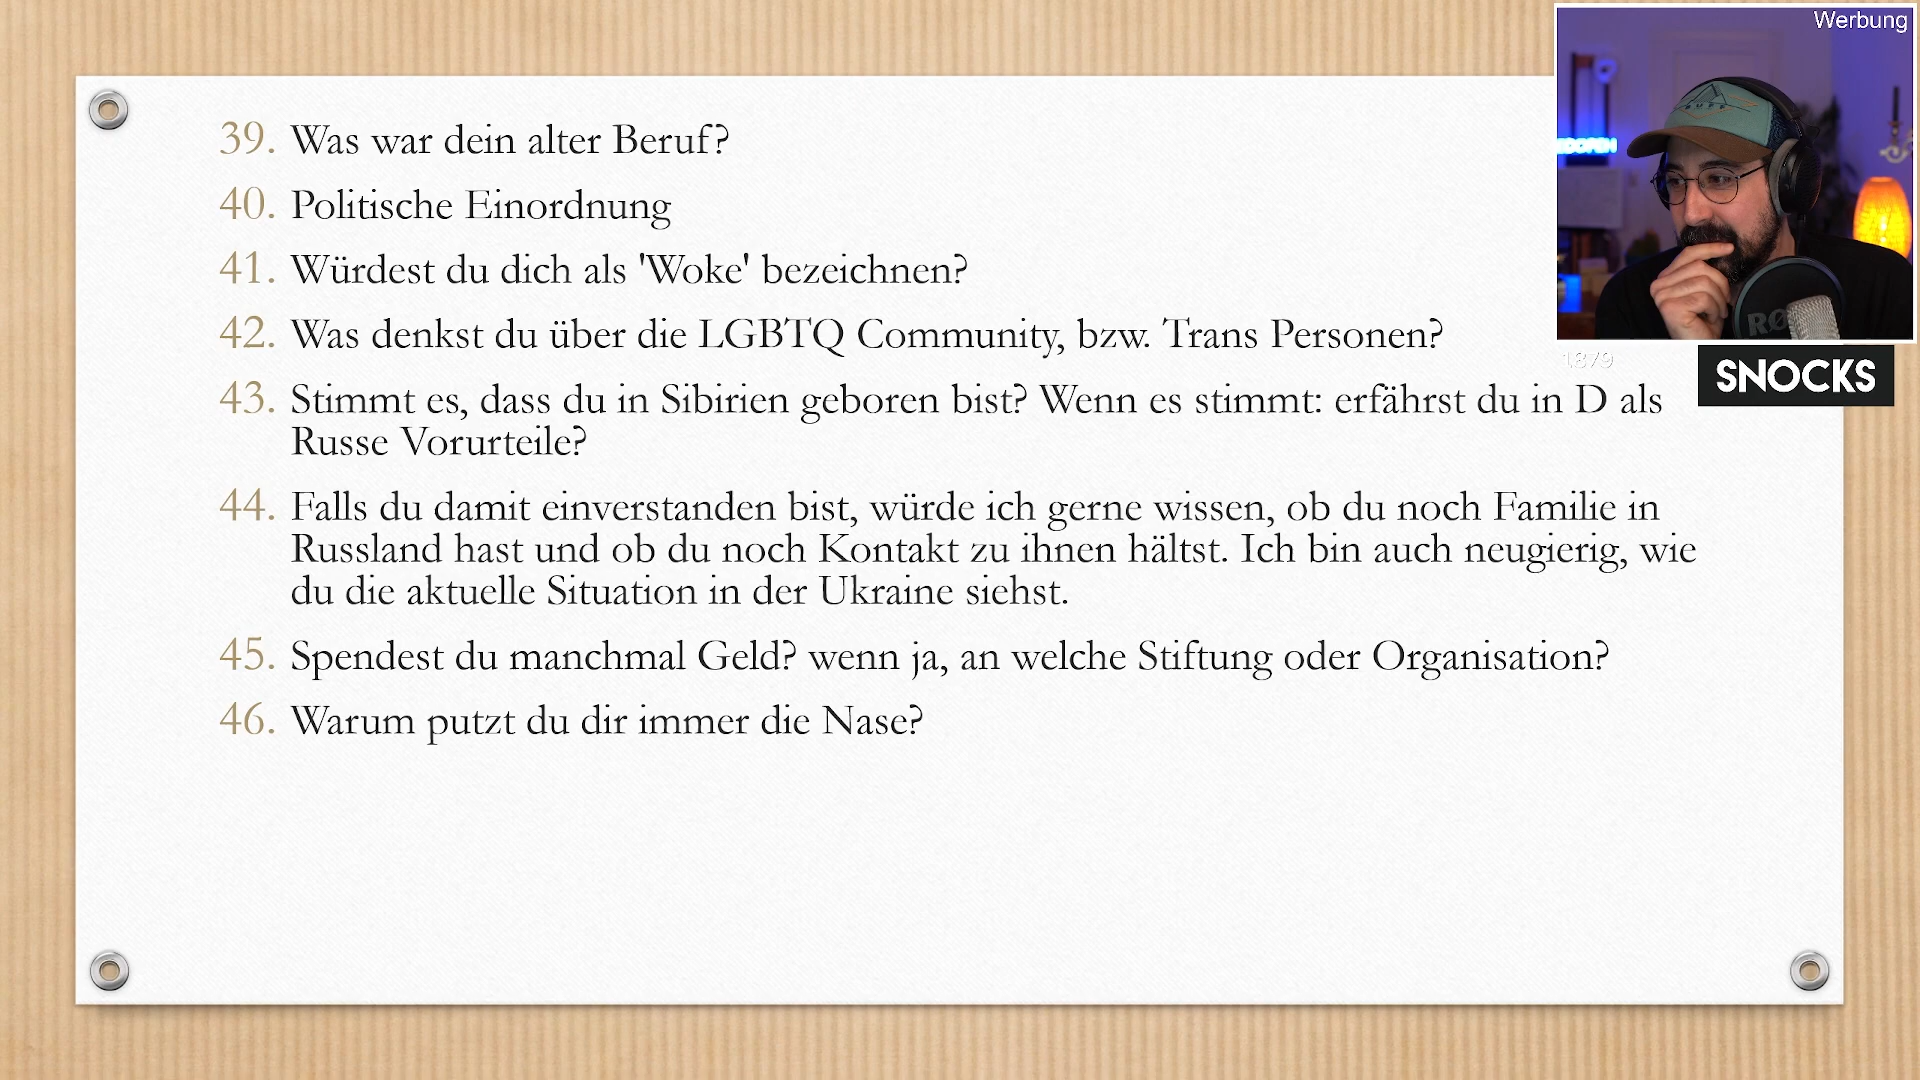 Werbung
39. Was war dein alter Beruf?
40. Politische Einordnung
41. Würdest du dich als 'Woke' bezeichnen?
42. Was denkst du über die LGBTQ Community, bzw. Trans Personen?
1879
SNOCKS
43. Stimmt es, dass du in Sibirien geboren bist? Wenn es stimmt: erfährst du in D als
Russe Vorurteile?
44. Falls du damit einverstanden bist, würde ich gerne wissen, ob du noch Familie in
Russland hast und ob du noch Kontakt zu ihnen hältst. Ich bin auch neugierig, wie
du die aktuelle Situation in der Ukraine siehst.
45. Spendest du manchmal Geld? wenn ja, an welche Stiftung oder Organisation?
46. Warum putzt du dir immer die Nase?